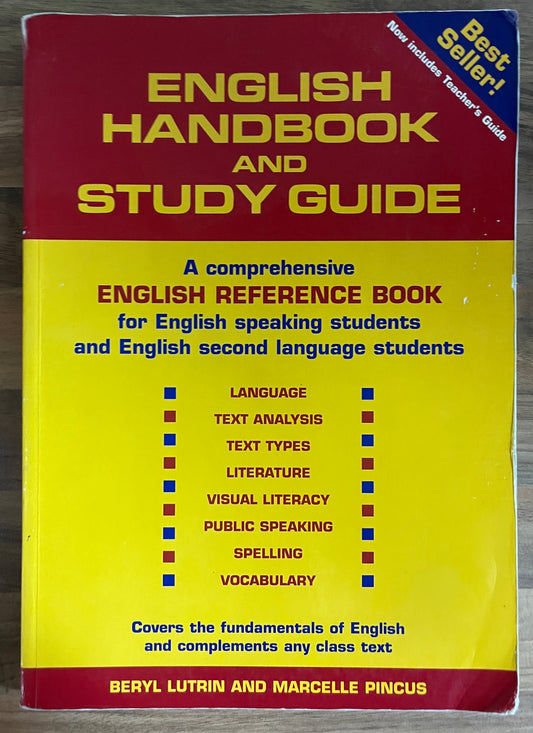 Best
Seller!
Now includes Teacher's Guide
ENGLISH
HANDBOOK
AND
STUDY GUIDE
A comprehensive
ENGLISH REFERENCE BOOK
for English speaking students
and English second language students
LANGUAGE
TEXT ANALYSIS
TEXT TYPES
LITERATURE
VISUAL LITERACY
PUBLIC SPEAKING
SPELLING
VOCABULARY
Covers the fundamentals of English
and complements any class text
BERYL LUTRIN AND MARCELLE PINCUS